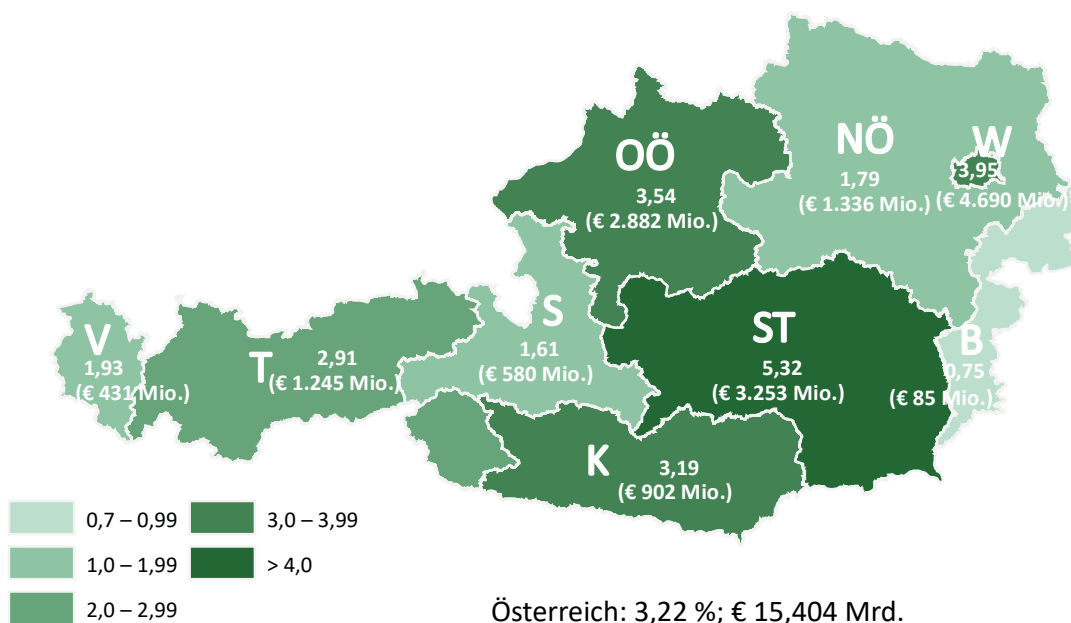 OÖ
3,54
(€ 2.882 Mio.)
NÖ
1,79
(€ 1.336 Mio.)
W
3,95
(€ 4.690 Mio.)
V
1,93
(€ 431 Mio.)
T
2,91
(€ 1.245 Mio.)
S
1,61
(€ 580 Mio.)
ST
5,32
(€ 3.253 Mio.)
B
0,75
(€ 85 Mio.)
K
3,19
(€ 902 Mio.)
0,7 – 0,99
1,0 – 1,99
2,0 – 2,99
3,0 – 3,99
> 4,0
Österreich: 3,22 %; € 15,404 Mrd.